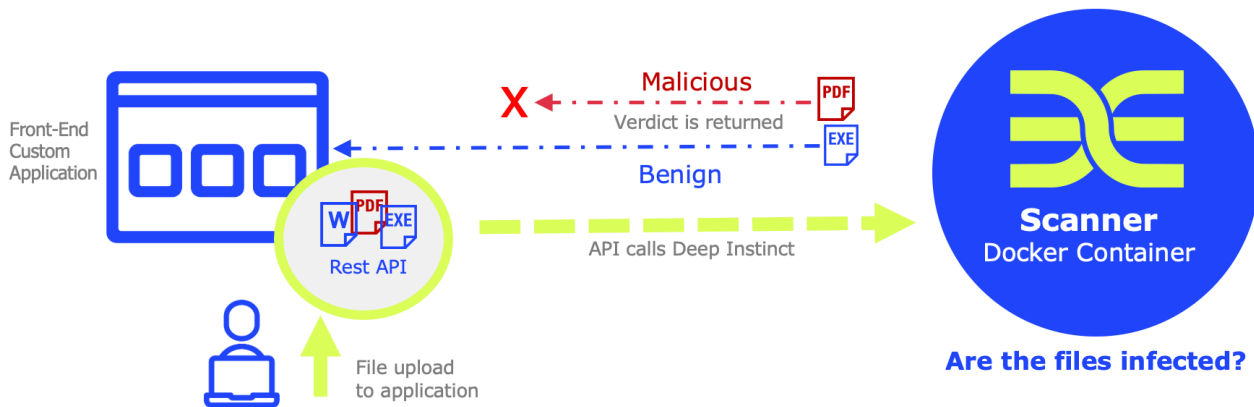 Malicious
PDF
X
Verdict is returned
EXE
Benign
Front-End
Custom
Application
W
PDF
EXE
Rest API
API calls Deep Instinct
Scanner
Docker Container
File upload
to application
Are the files infected?